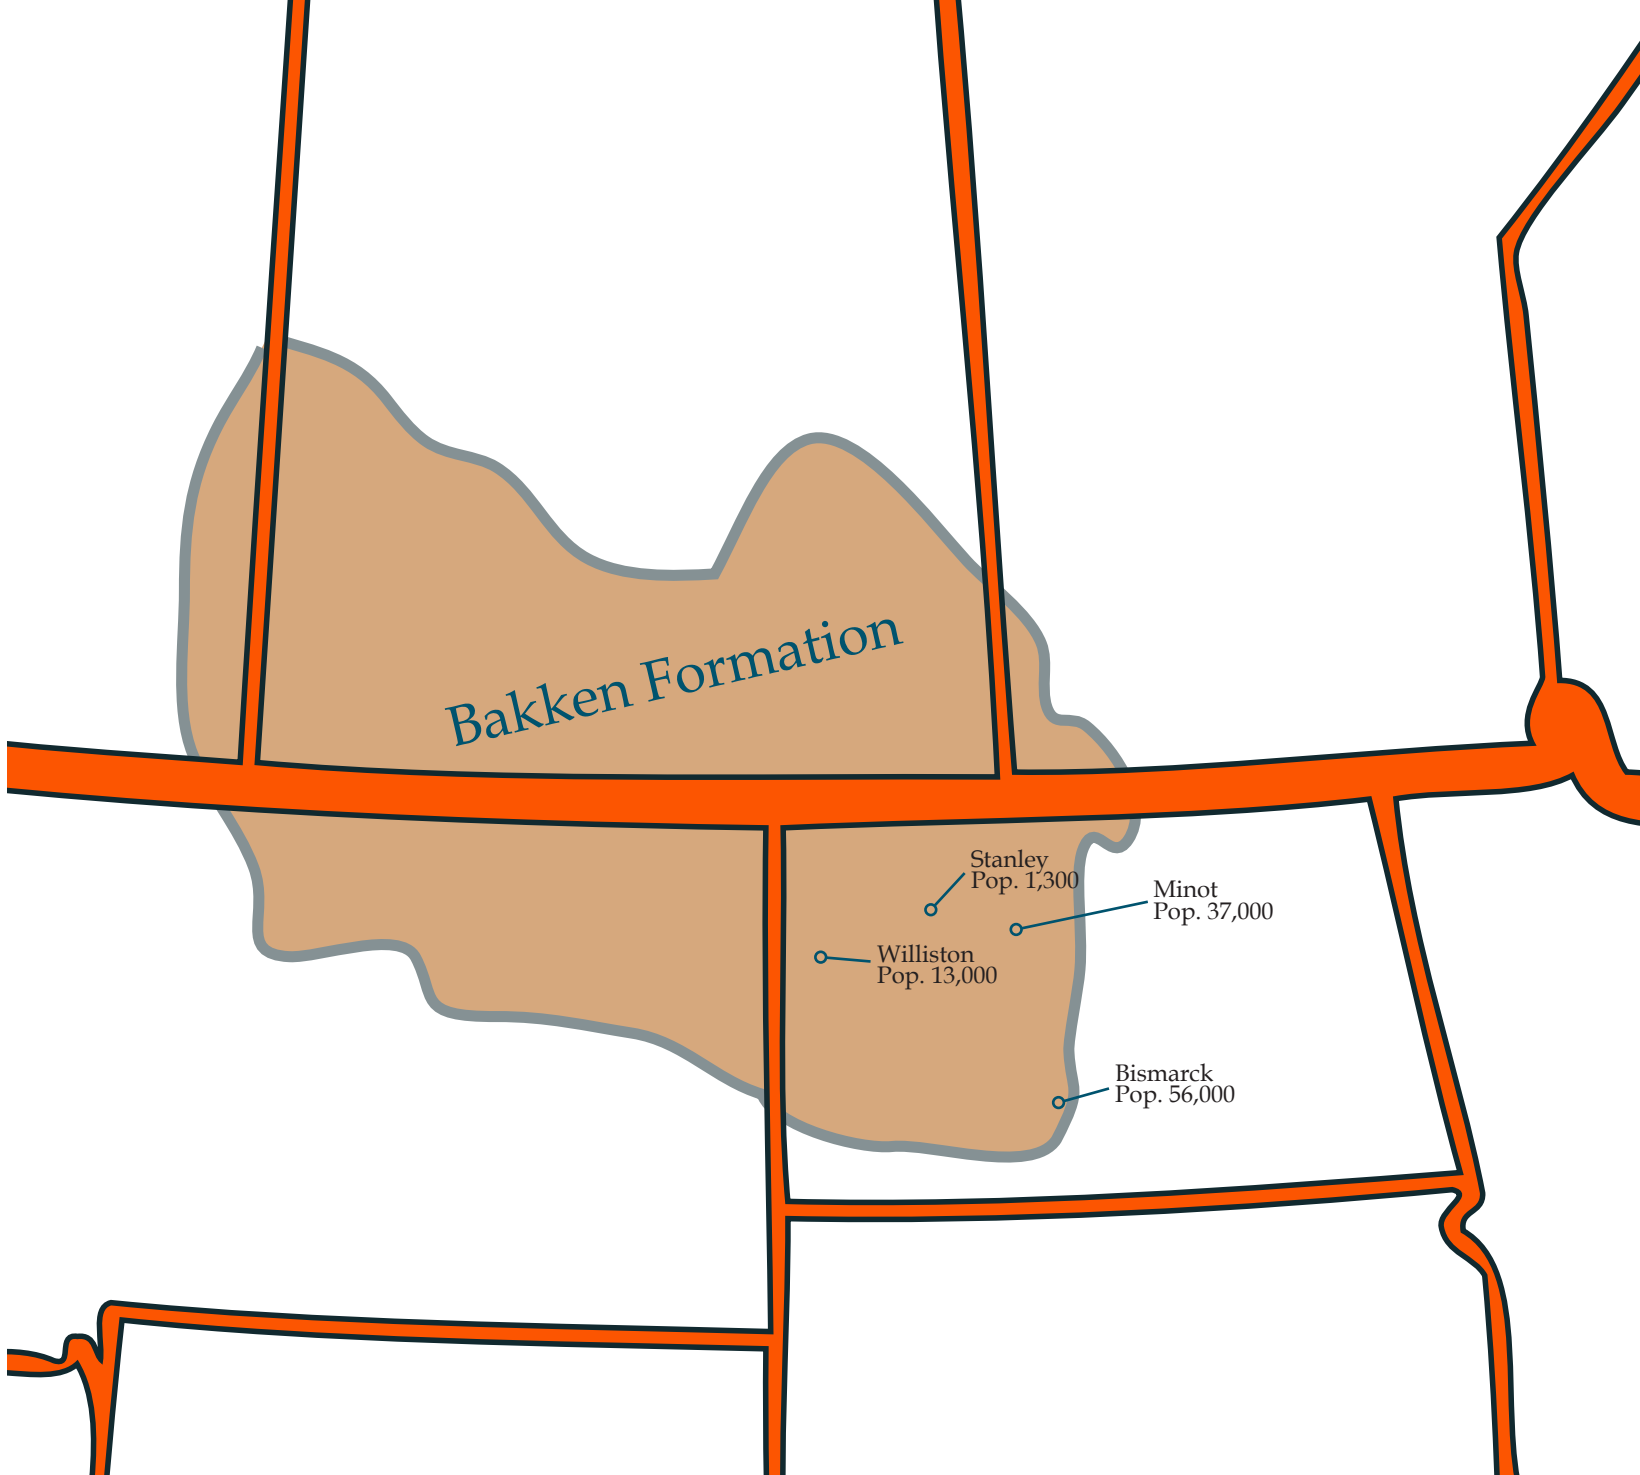 Bakken Formation
Stanley
Pop. 1,300
Minot
Pop. 37,000
Williston
Pop. 13,000
Bismarck
Pop. 56,000